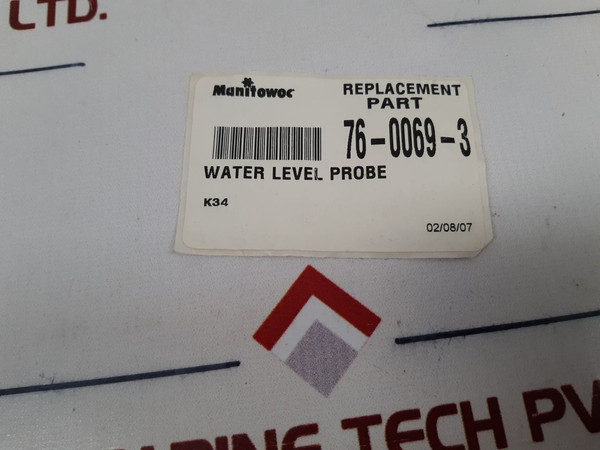 LTD.
Manitowoc
REPLACEMENT
PART
76-0069-3
WATER LEVEL PROBE
K34
02/08/07
TECH PV